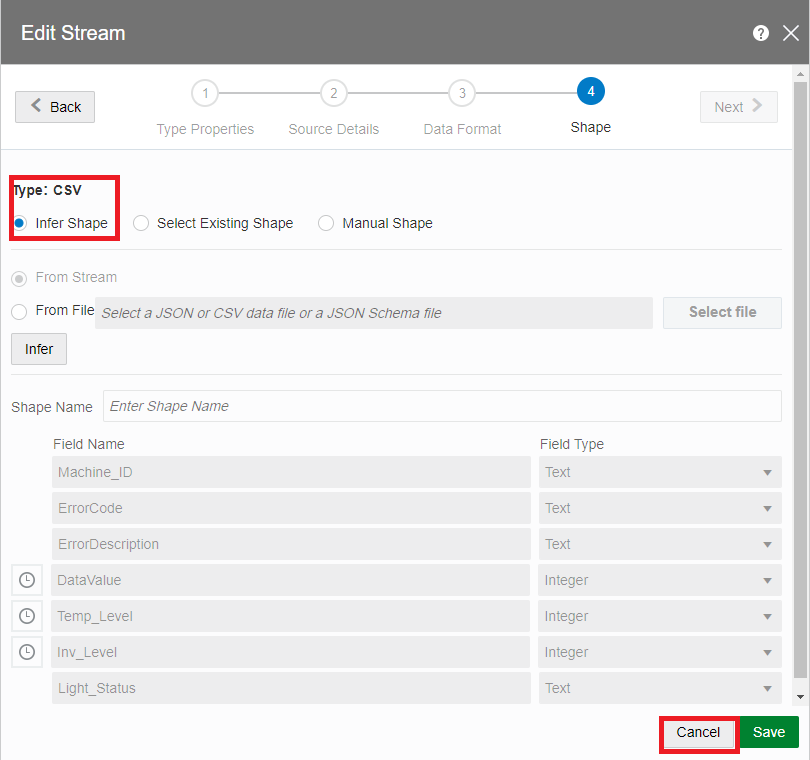 Edit Stream
?
Back
1
2
3
4
Next
Type Properties
Source Details
Data Format
Shape
Type: CSV
Infer Shape
Select Existing Shape
Manual Shape
From Stream
From File
Select a JSON or CSV data file or a JSON Schema file
Select file
Infer
Shape Name
Enter Shape Name
Field Name
Field Type
Machine_ID
Text
ErrorCode
Text
ErrorDescription
Text
DataValue
Integer
Temp_Level
Integer
Inv_Level
Integer
Light_Status
Text
Cancel
Save